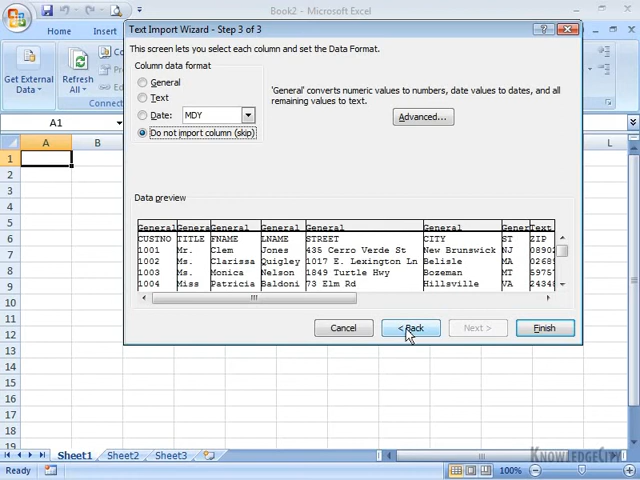 Book2 - Microsoft Excel
Home
Insert
Text Import Wizard - Step 3 of 3
This screen lets you select each column and set the Data Format.
Column data format
General
Text
Date: MDY
Do not import column (skip)
'General' converts numeric values to numbers, date values to dates, and all
remaining values to text.
Advanced...
Get External
Data
Refresh
All
Connect
A1
A B L
Data preview
General General General General General General General Text
CUSTNO TITLE FNAME LNAME STREET CITY ST ZIP
1001 Mr. Clem Jones 435 Cerro Verde St New Brunswick NJ 08902
1002 Ms. Clarissa Quigley 1017 E. Lexington Ln Belisle MA 02689
1003 Ms. Monica Nelson 1849 Turtle Hwy Bozeman MT 59757
1004 Miss Patricia Baldoni 73 Elm Rd Hillsville VA 24348
Cancel
< Back
Next >
Finish
1
2
3
4
5
6
7
8
9
10
11
12
13
14
15
16
17
18
19
Sheet1 Sheet2 Sheet3
KnowledgeCity
Ready
100%